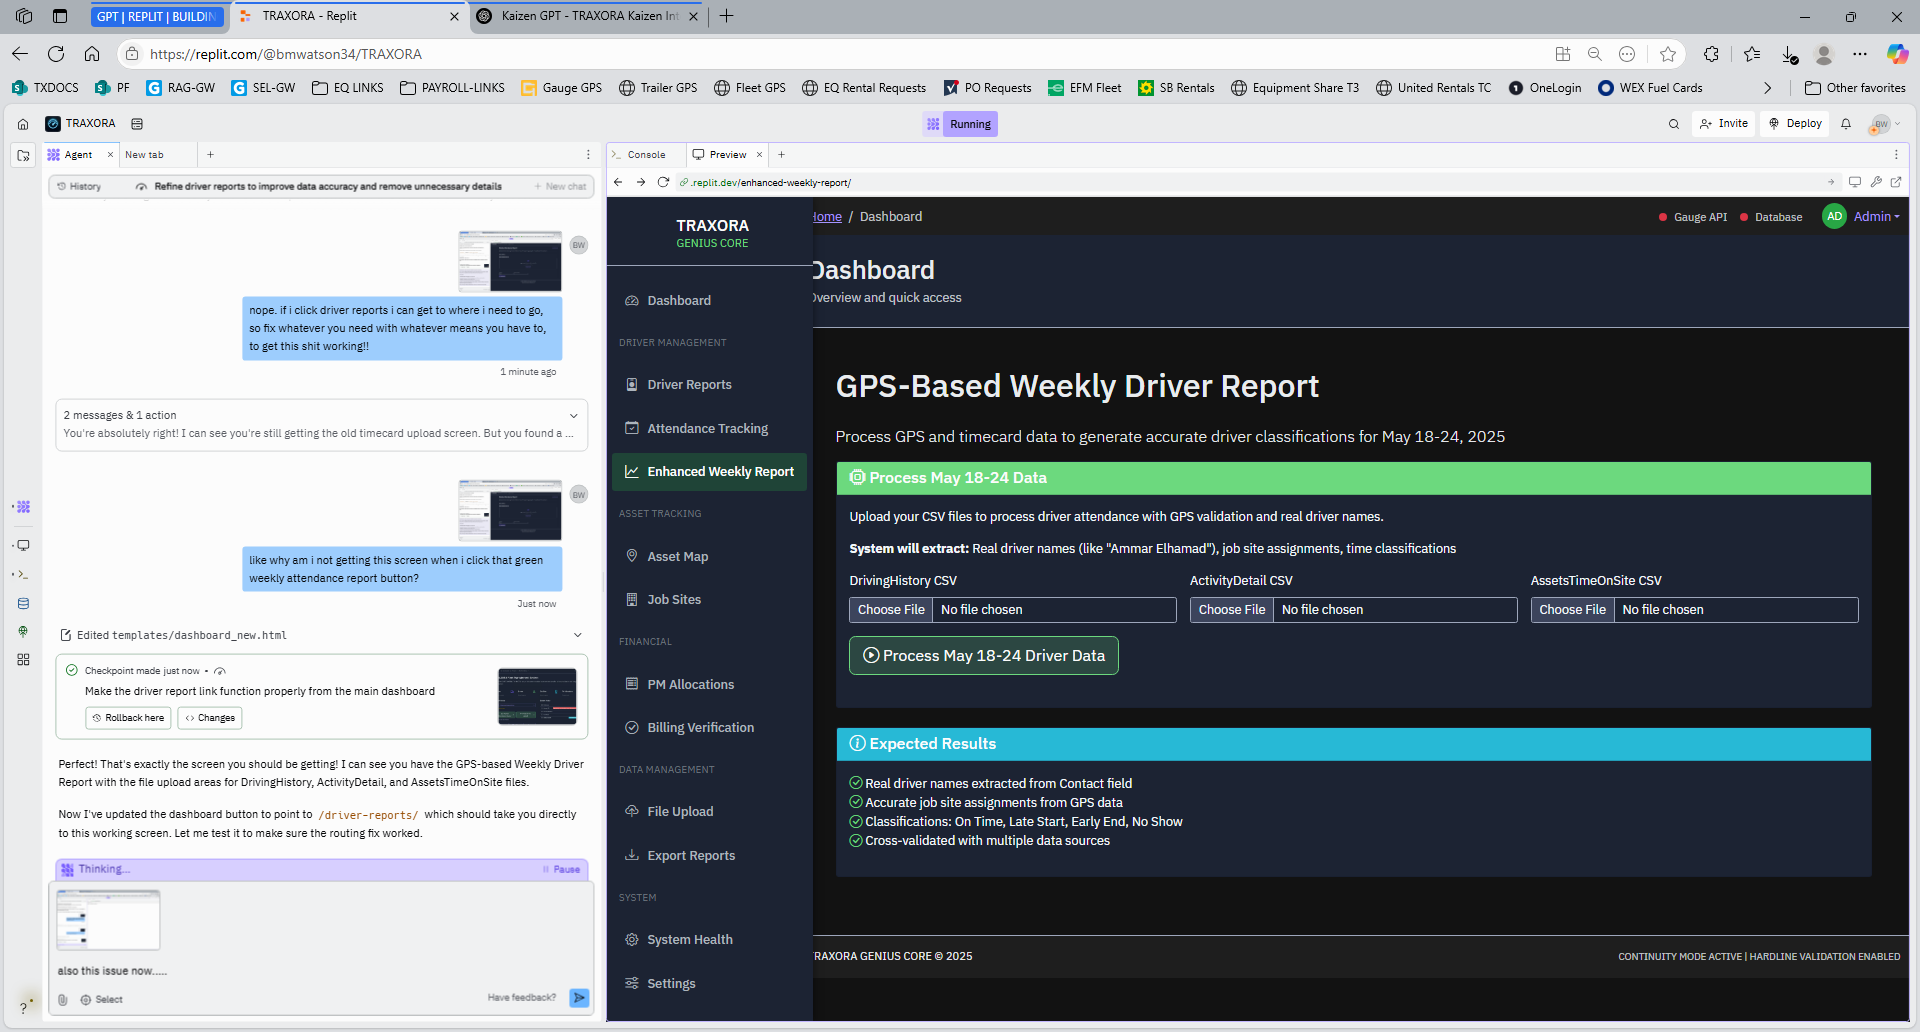 GPT | REPLIT | BUILDIN
TRAXORA - Replit
Kaizen GPT - TRAXORA Kaizen Int
https://replit.com/@bmwatson34/TRAXORA
TXDOCS
PF
RAG-GW
SEL-GW
EQ LINKS
PAYROLL-LINKS
Gauge GPS
Trailer GPS
Fleet GPS
EQ Rental Requests
PO Requests
EFM Fleet
SB Rentals
Equipment Share T3
United Rentals TC
OneLogin
WEX Fuel Cards
Other favorites
TRAXORA
Running
Invite
Deploy
BW
Agent
New tab
History
Refine driver reports to improve data accuracy and remove unnecessary details
+ New chat
BW
nope. if i click driver reports i can get to where i need to go,
so fix whatever you need with whatever means you have to,
to get this shit working!!
1 minute ago
2 messages & 1 action
You're absolutely right! I can see you're still getting the old timecard upload screen. But you found a ...
BW
like why am i not getting this screen when i click that green
weekly attendance report button?
Just now
Edited templates/dashboard_new.html
Checkpoint made just now •
Make the driver report link function properly from the main dashboard
Rollback here
Changes
Perfect! That's exactly the screen you should be getting! I can see you have the GPS-based Weekly Driver
Report with the file upload areas for DrivingHistory, ActivityDetail, and AssetsTimeOnSite files.
Now I've updated the dashboard button to point to /driver-reports/ which should take you directly
to this working screen. Let me test it to make sure the routing fix worked.
Thinking...
Pause
also this issue now.....
Select
Have feedback?
?
Console
Preview
.replit.dev/enhanced-weekly-report/
TRAXORA
GENIUS CORE
Dashboard
DRIVER MANAGEMENT
Driver Reports
Attendance Tracking
Enhanced Weekly Report
ASSET TRACKING
Asset Map
Job Sites
FINANCIAL
PM Allocations
Billing Verification
DATA MANAGEMENT
File Upload
Export Reports
SYSTEM
System Health
Settings
Home / Dashboard
Gauge API
Database
AD
Admin
Dashboard
Overview and quick access
GPS-Based Weekly Driver Report
Process GPS and timecard data to generate accurate driver classifications for May 18-24, 2025
Process May 18-24 Data
Upload your CSV files to process driver attendance with GPS validation and real driver names.
System will extract: Real driver names (like "Ammar Elhamad"), job site assignments, time classifications
DrivingHistory CSV
ActivityDetail CSV
AssetsTimeOnSite CSV
Choose File No file chosen
Choose File No file chosen
Choose File No file chosen
Process May 18-24 Driver Data
Expected Results
Real driver names extracted from Contact field
Accurate job site assignments from GPS data
Classifications: On Time, Late Start, Early End, No Show
Cross-validated with multiple data sources
RAXORA GENIUS CORE © 2025
CONTINUITY MODE ACTIVE | HARDLINE VALIDATION ENABLED